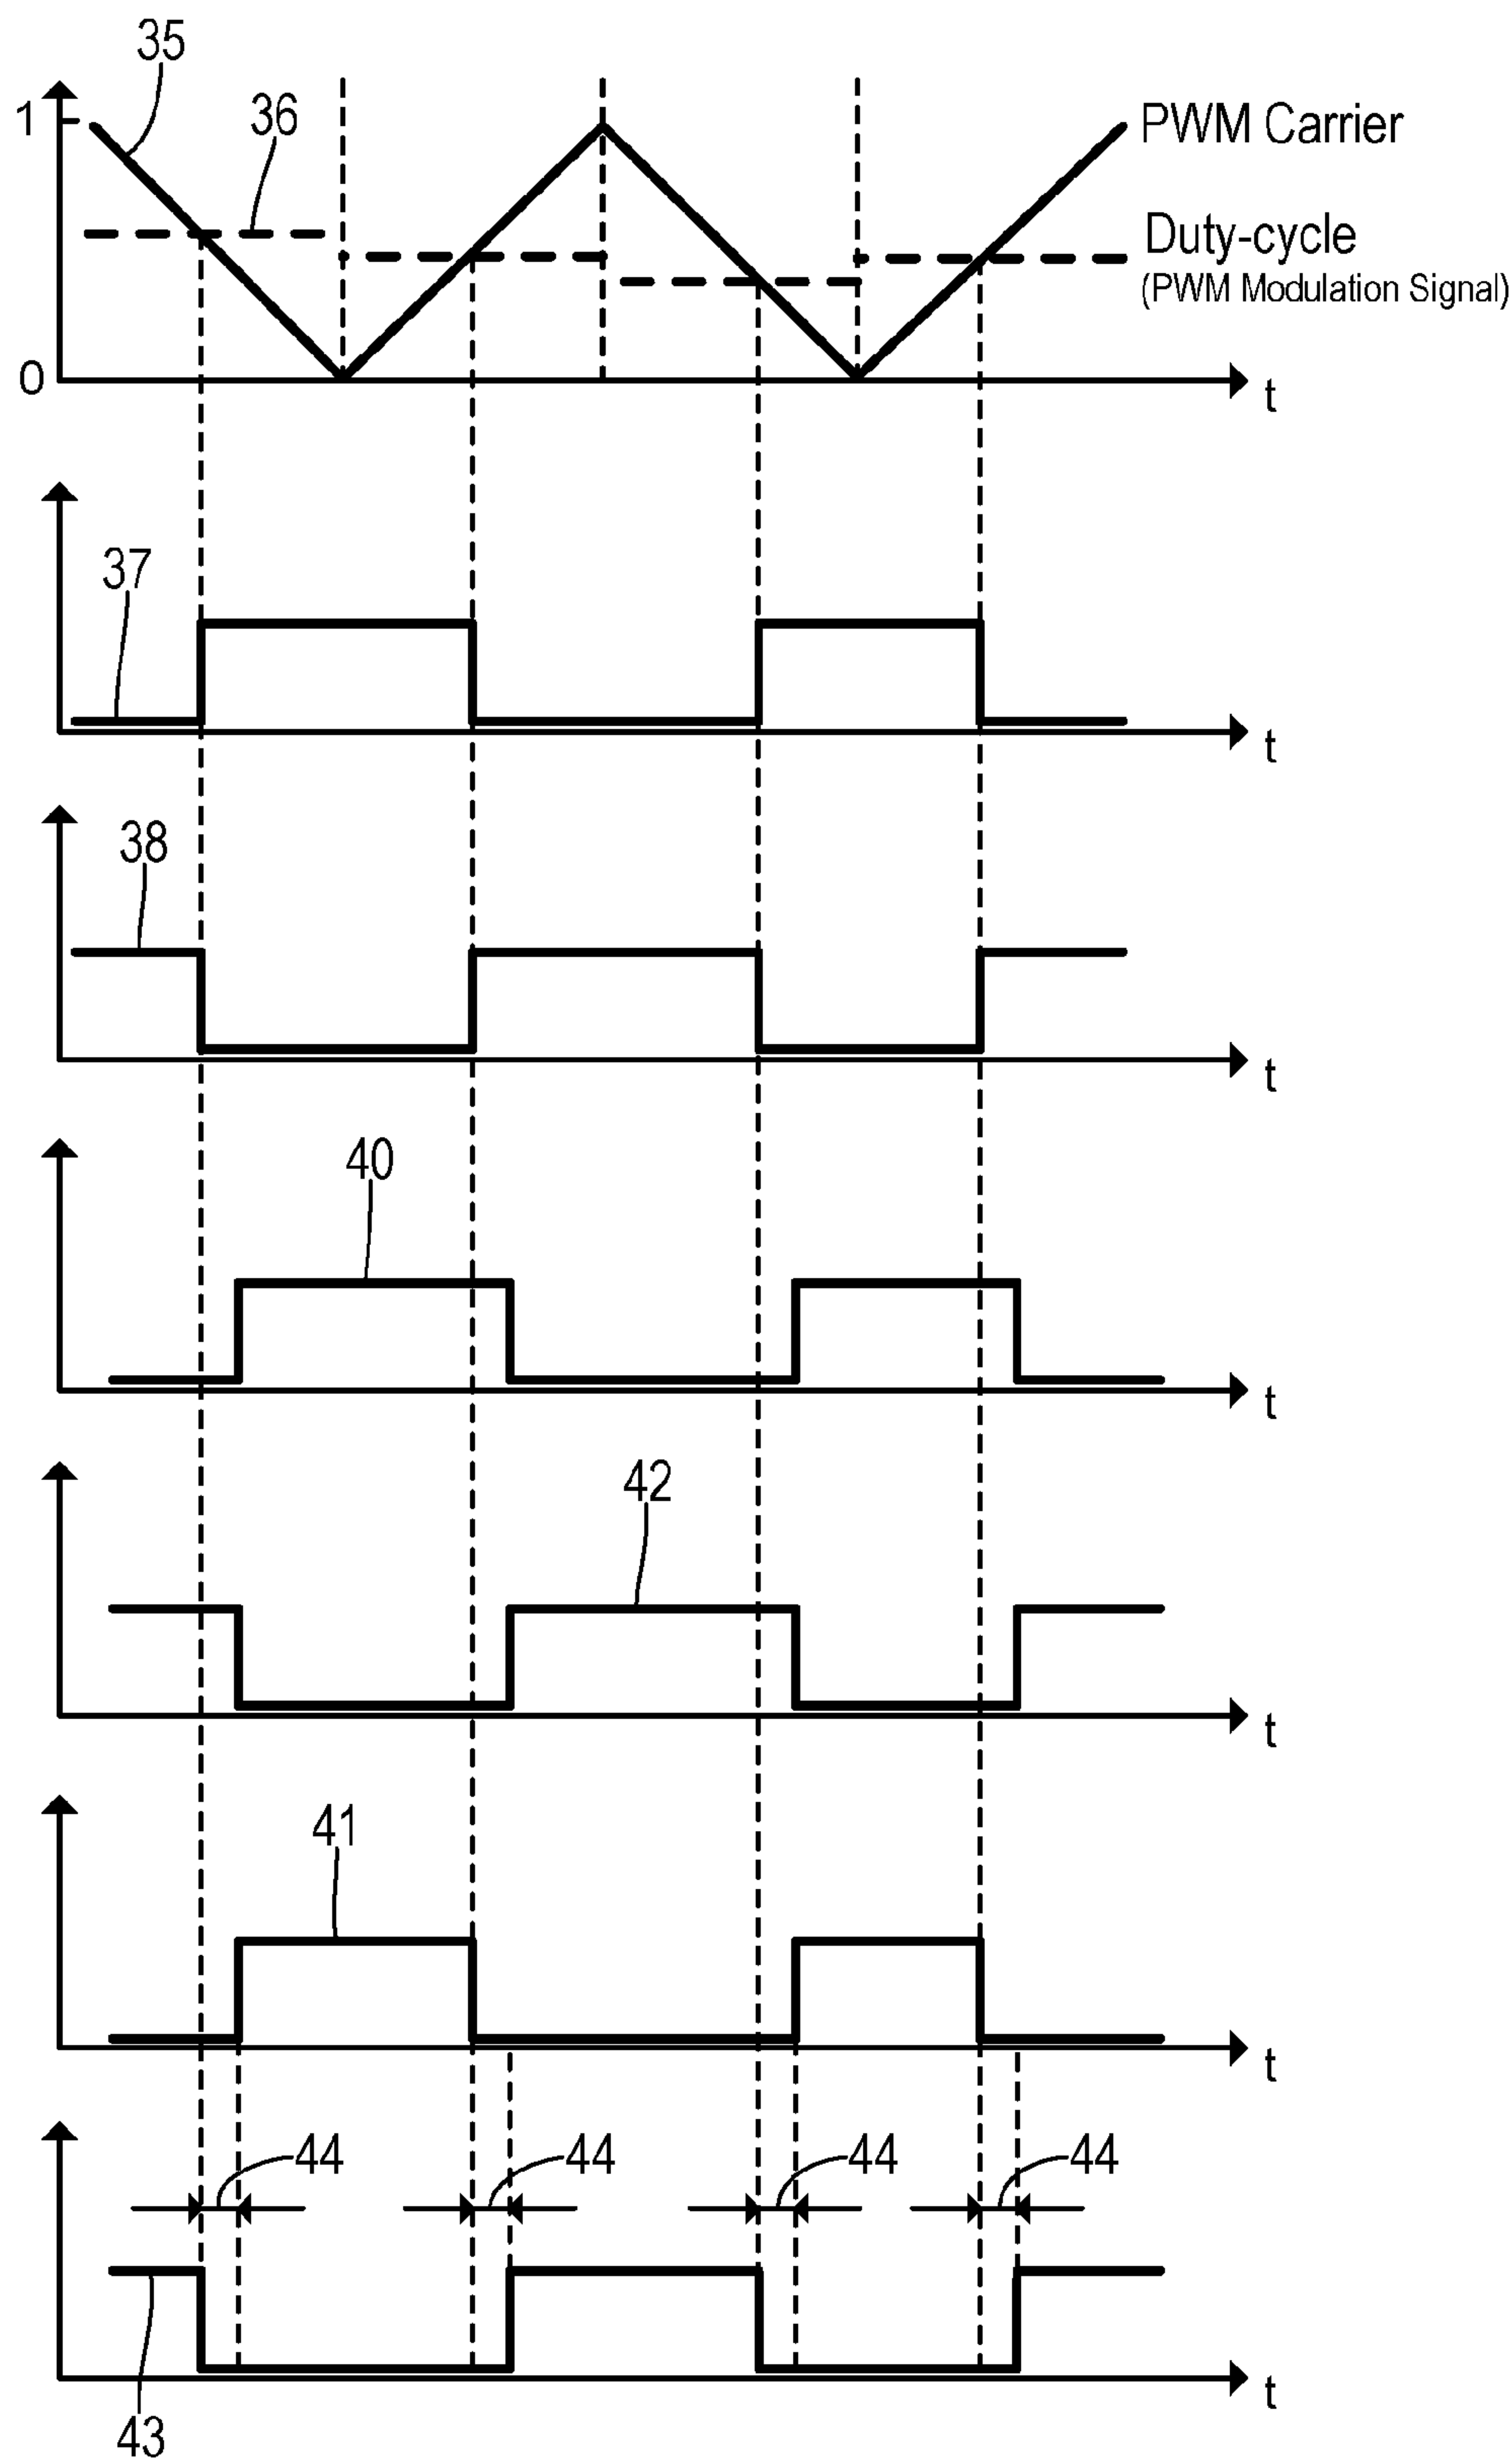 35
1
36
PWM Carrier
Duty-cycle
(PWM Modulation Signal)
0
t
37
t
38
t
40
t
42
t
41
t
44 44 44 44
t
43